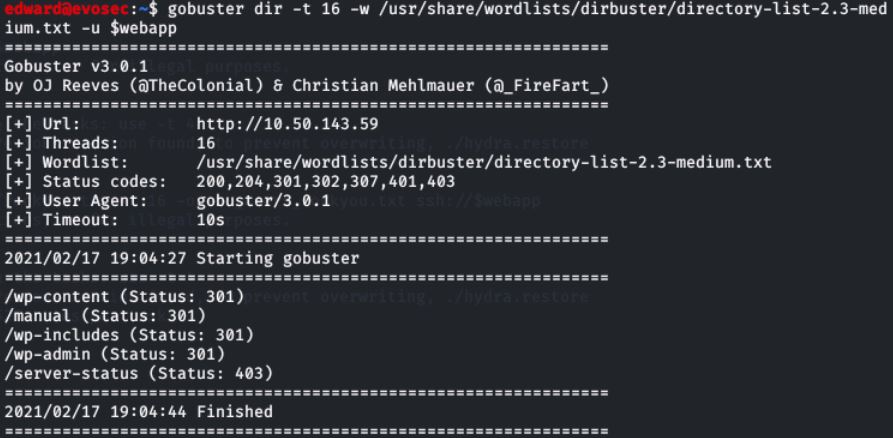 edward@evosec:~$ gobuster dir -t 16 -w /usr/share/wordlists/dirbuster/directory-list-2.3-med
ium.txt -u $webapp
===============================================================
Gobuster v3.0.1
by OJ Reeves (@TheColonial) & Christian Mehlmauer (@_FireFart_)
===============================================================
[+] Url:            http://10.50.143.59
[+] Threads:        16
[+] Wordlist:       /usr/share/wordlists/dirbuster/directory-list-2.3-medium.txt
[+] Status codes:   200,204,301,302,307,401,403
[+] User Agent:     gobuster/3.0.1
[+] Timeout:        10s
===============================================================
2021/02/17 19:04:27 Starting gobuster
===============================================================
/wp-content (Status: 301)
/manual (Status: 301)
/wp-includes (Status: 301)
/wp-admin (Status: 301)
/server-status (Status: 403)
===============================================================
2021/02/17 19:04:44 Finished
===============================================================